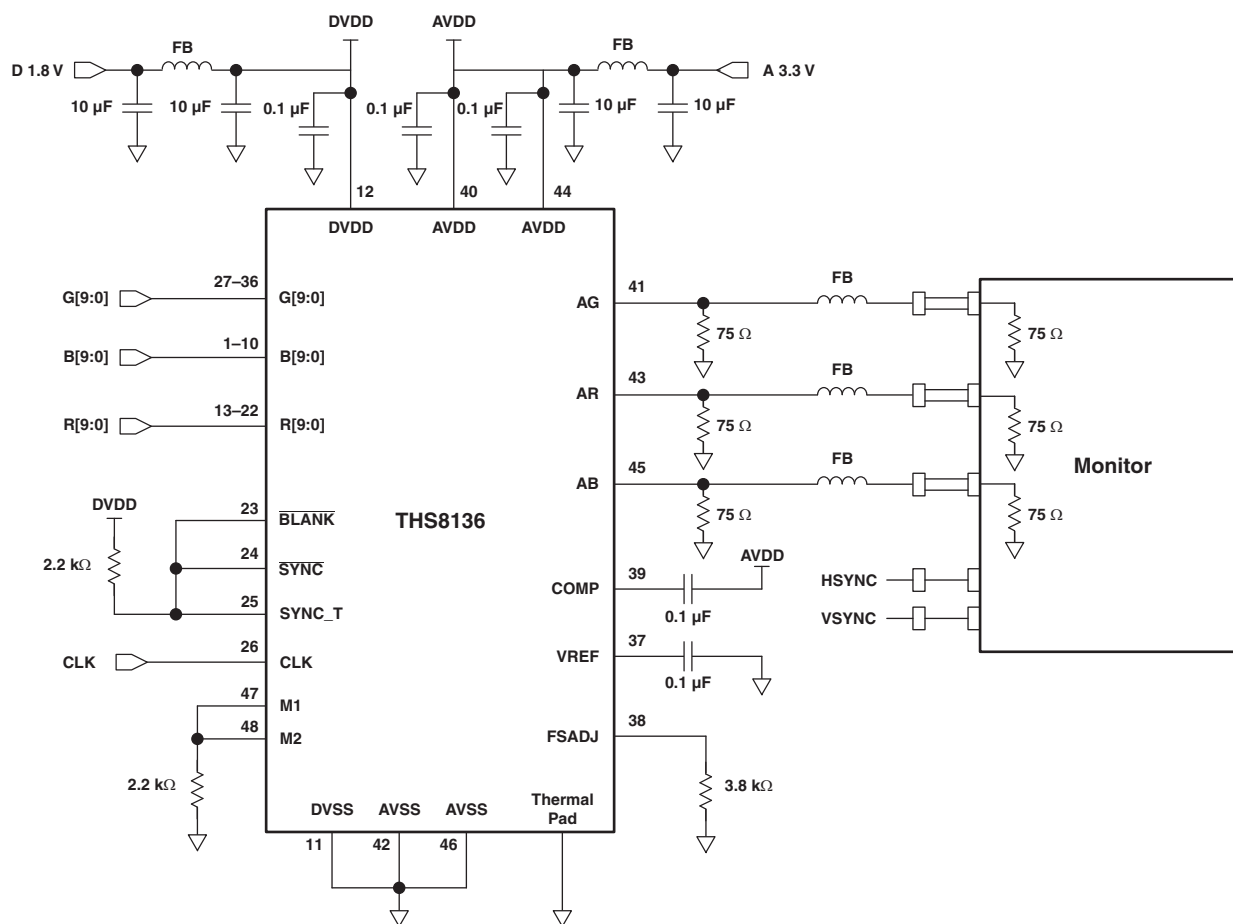 DVDD
AVDD
FB
FB
D 1.8 V
A 3.3 V
10 µF
10 µF
0.1 µF
0.1 µF
0.1 µF
10 µF
10 µF
12
40
44
DVDD
AVDD
AVDD
27–36
G[9:0]
G[9:0]
1–10
B[9:0]
B[9:0]
13–22
R[9:0]
R[9:0]
41
AG
FB
75 Ω
75 Ω
43
AR
FB
75 Ω
75 Ω
45
AB
FB
75 Ω
75 Ω
Monitor
DVDD
2.2 kΩ
23
BLANK
24
SYNC
25
SYNC_T
THS8136
26
CLK
CLK
47
M1
48
M2
2.2 kΩ
39
COMP
AVDD
0.1 µF
HSYNC
VSYNC
37
VREF
0.1 µF
38
FSADJ
3.8 kΩ
DVSS
AVSS
AVSS
Thermal
Pad
11
42
46